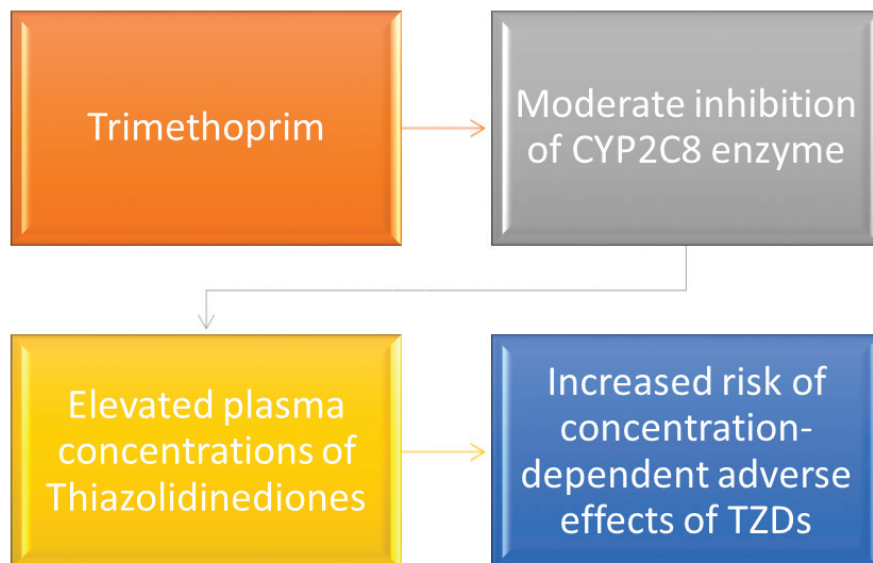 Trimethoprim
Moderate inhibition
of CYP2C8 enzyme
Elevated plasma
concentrations of
Thiazolidinediones
Increased risk of
concentration-
dependent adverse
effects of TZDs